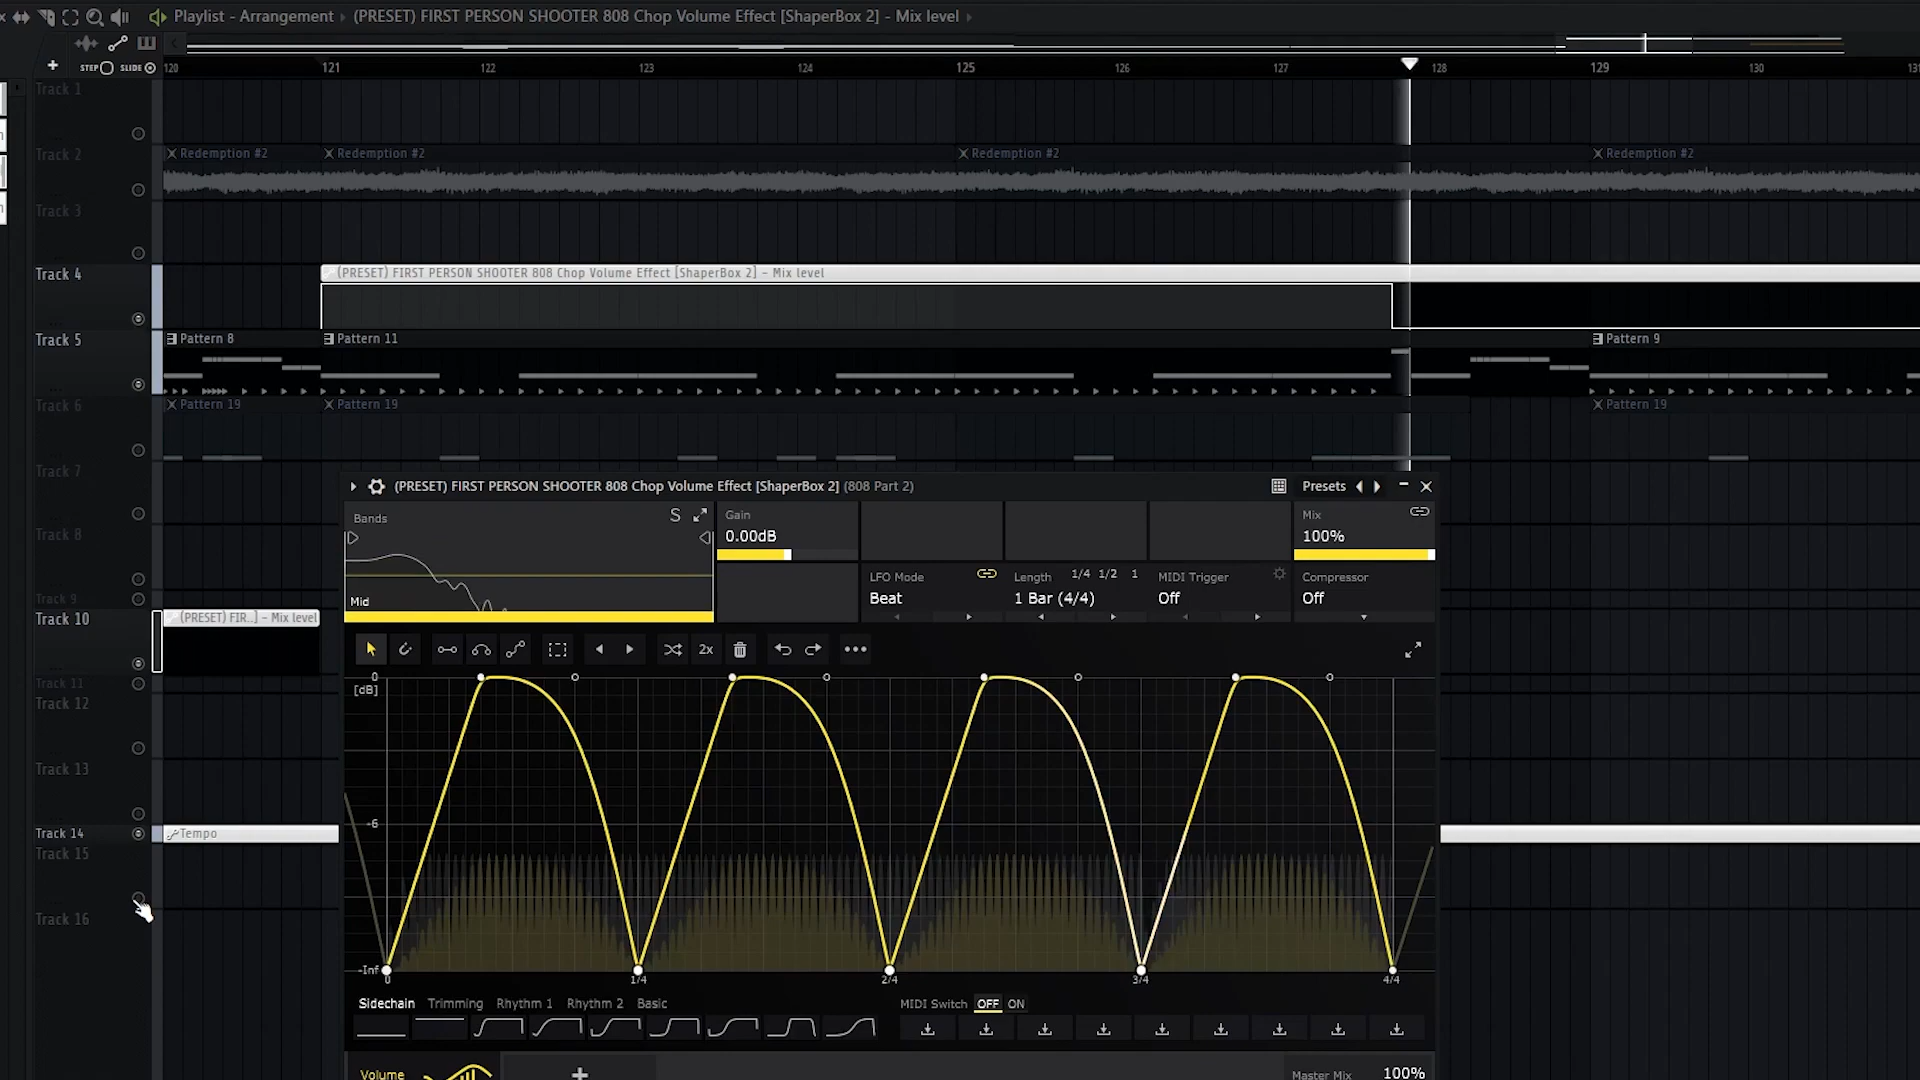 Playlist - Arrangement (PRESET) FIRST PERSON SHOOTER 808 Chop Volume Effect [ShaperBox 2] - Mix level
STEP SLIDE 120 121 122 123 124 125 126 127 128 129 130
Track 1
Track 2 Redemption #2 Redemption #2 Redemption #2 Redemption #2
Track 3
Track 4 (PRESET) FIRST PERSON SHOOTER 808 Chop Volume Effect [ShaperBox 2] - Mix level
Track 5 Pattern 8 Pattern 11 Pattern 9
Track 6 Pattern 19 Pattern 19 Pattern 19
Track 7
(PRESET) FIRST PERSON SHOOTER 808 Chop Volume Effect [ShaperBox 2] (808 Part 2) Presets
Bands S Gain Mix
0.00dB 100%
Track 8
LFO Mode Length 1/4 1/2 1 MIDI Trigger Compressor
Track 9 Mid Beat 1 Bar (4/4) Off Off
Track 10 (PRESET) FIR..] - Mix level
2x
Track 11 0
Track 12 [dB]
Track 13
-6
Track 14 Tempo
Track 15
Track 16
-Inf
0 1/4 2/4 3/4 4/4
Sidechain Trimming Rhythm 1 Rhythm 2 Basic MIDI Switch OFF ON
Volume + Master Mix 100%